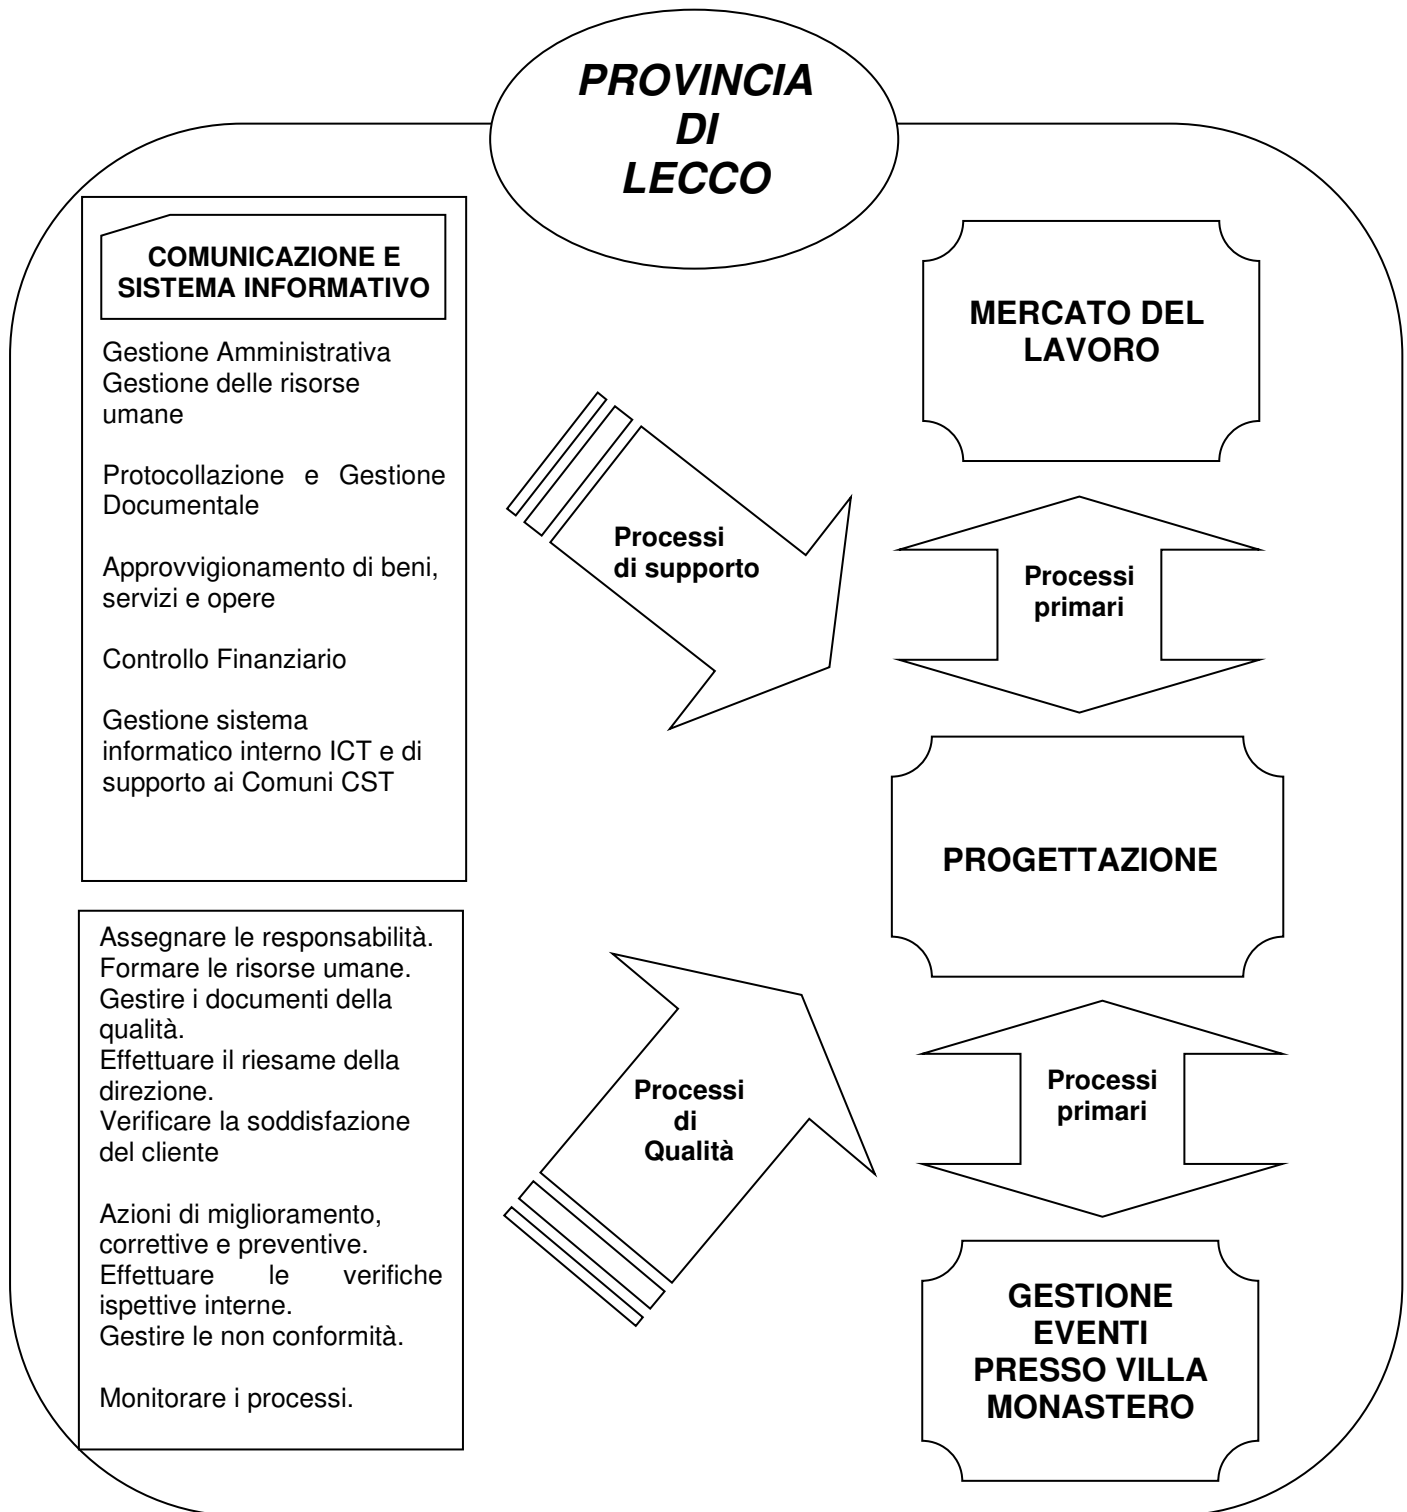 PROVINCIA
DI
LECCO
COMUNICAZIONE E
SISTEMA INFORMATIVO
Gestione Amministrativa
Gestione delle risorse
umane
Protocollazione e Gestione
Documentale
Approvvigionamento di beni,
servizi e opere
Controllo Finanziario
Gestione sistema
informatico interno ICT e di
supporto ai Comuni CST
Assegnare le responsabilità.
Formare le risorse umane.
Gestire i documenti della
qualità.
Effettuare il riesame della
direzione.
Verificare la soddisfazione
del cliente
Azioni di miglioramento,
correttive e preventive.
Effettuare le verifiche
ispettive interne.
Gestire le non conformità.
Monitorare i processi.
Processi
di supporto
Processi
di
Qualità
MERCATO DEL
LAVORO
Processi
primari
PROGETTAZIONE
Processi
primari
GESTIONE
EVENTI
PRESSO VILLA
MONASTERO